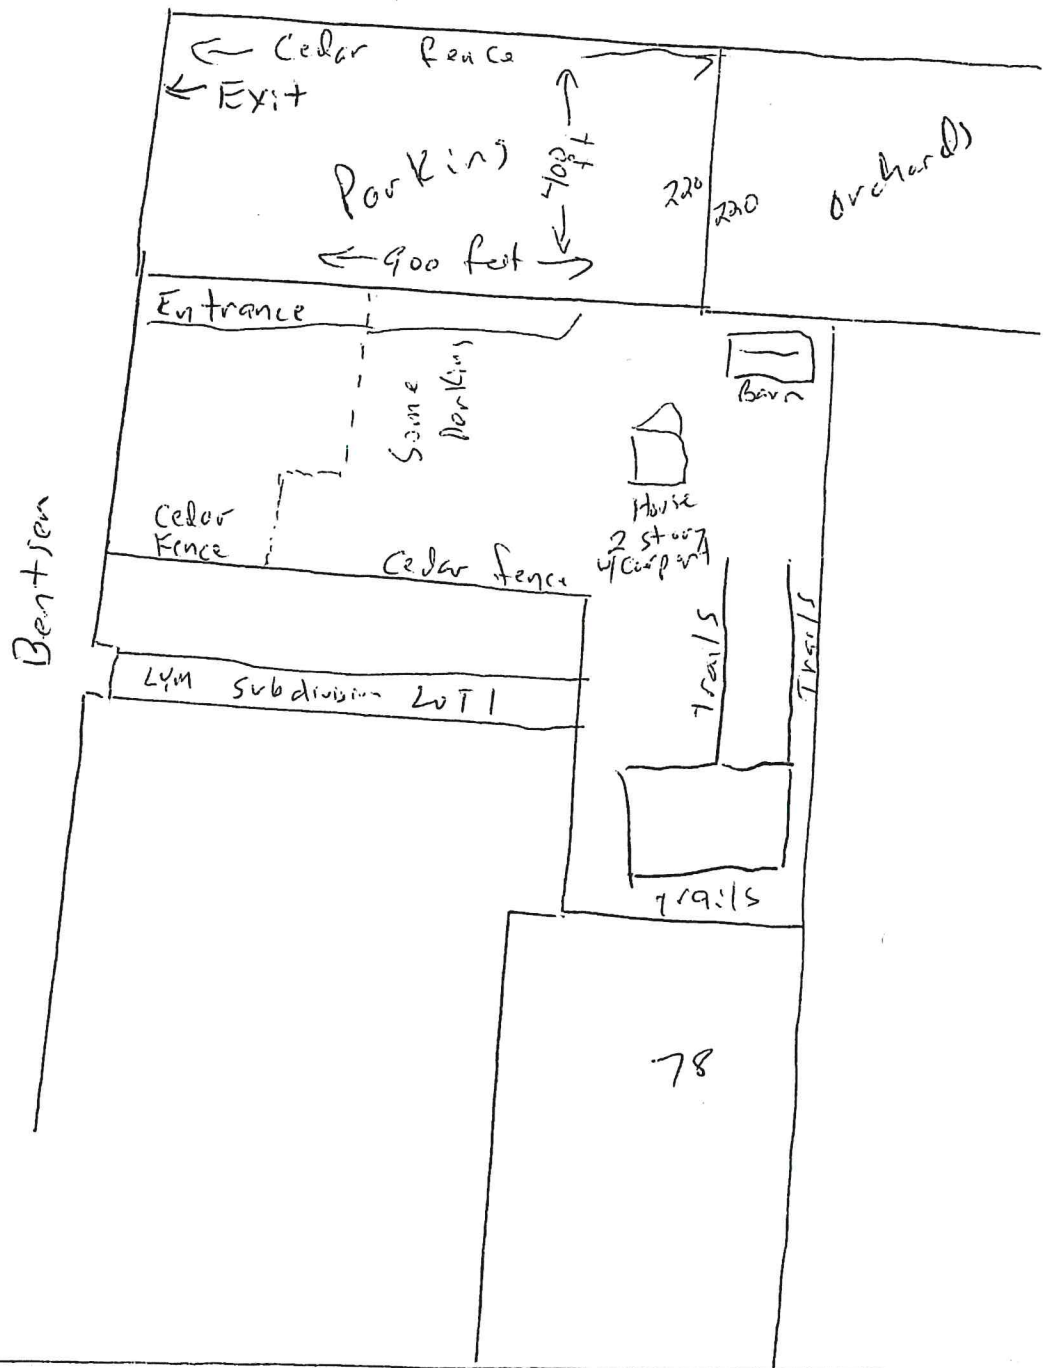 ← Cedar fence →
← Exit
Parking
400 ft
220
220
orchards
← 900 feet →
Entrance
Some
parking
Barn
House
2 story
w/carport
Cedar
Fence
Cedar fence
Bentsen
Trails
Trails
LYM Subdivision LOT 1
Trails
78